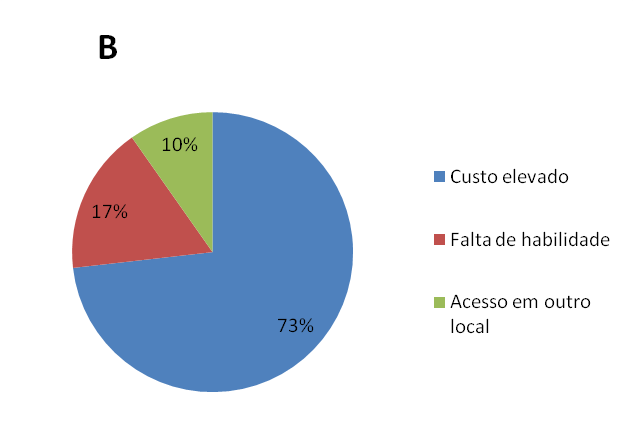 B
10%
17%
73%
Custo elevado
Falta de habilidade
Acesso em outro
local